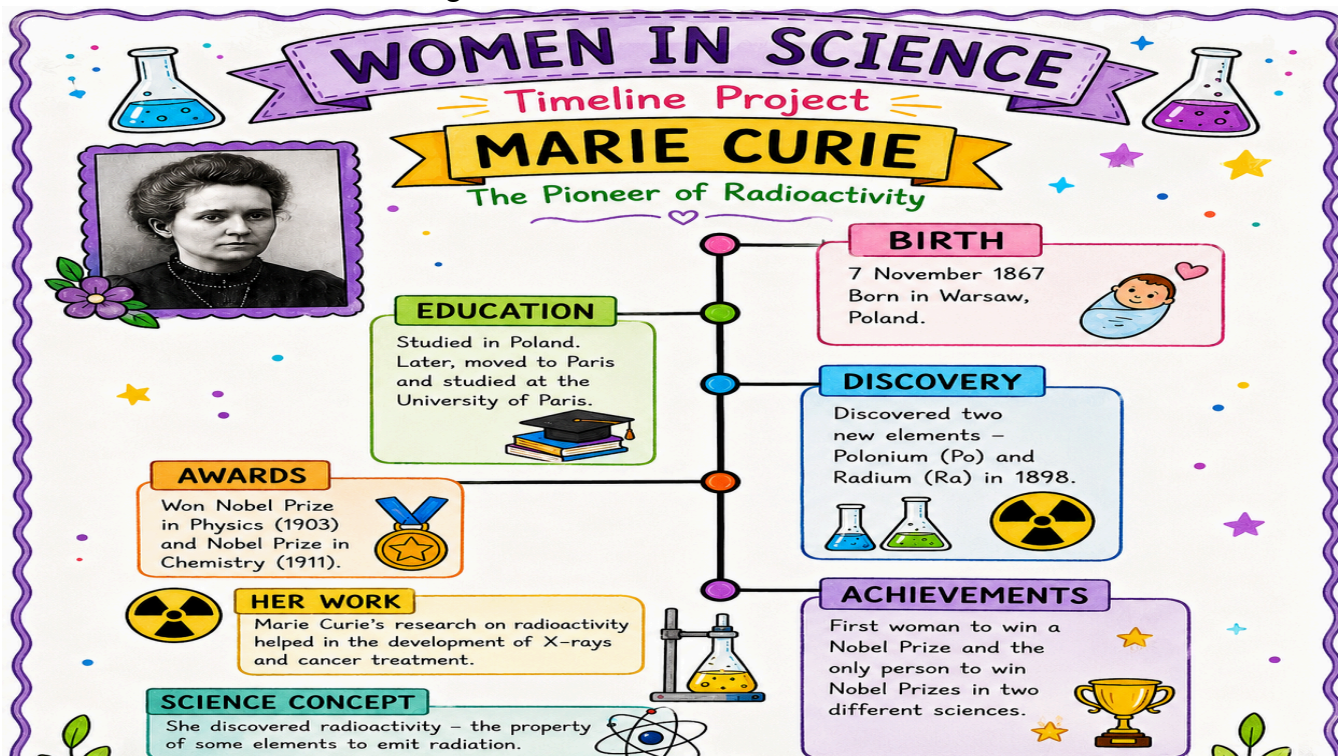 WOMEN IN SCIENCE
Timeline Project
MARIE CURIE
The Pioneer of Radioactivity
BIRTH
7 November 1867
Born in Warsaw,
Poland.
EDUCATION
Studied in Poland.
Later, moved to Paris
and studied at the
University of Paris.
DISCOVERY
Discovered two
new elements –
Polonium (Po) and
Radium (Ra) in 1898.
AWARDS
Won Nobel Prize
in Physics (1903)
and Nobel Prize in
Chemistry (1911).
HER WORK
Marie Curie's research on radioactivity
helped in the development of X-rays
and cancer treatment.
ACHIEVEMENTS
First woman to win a
Nobel Prize and the
only person to win
Nobel Prizes in two
different sciences.
SCIENCE CONCEPT
She discovered radioactivity – the property
of some elements to emit radiation.